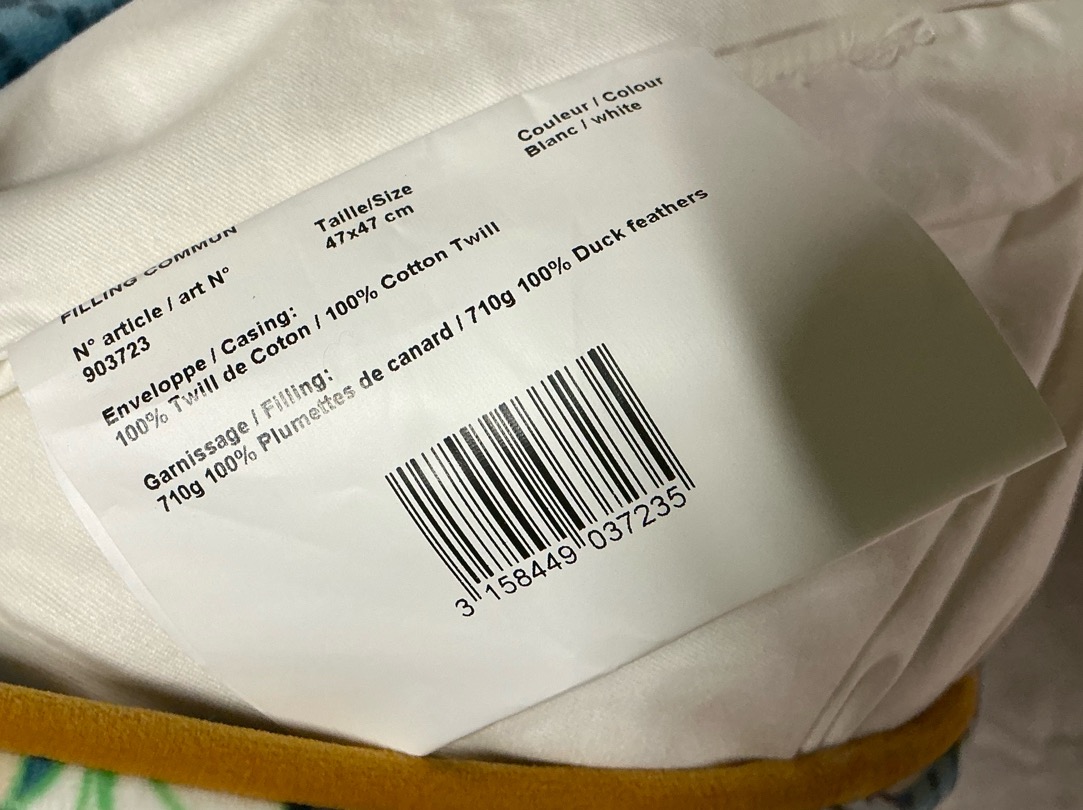 FILLING COMMUN
Taille/Size
47x47 cm
Couleur / Colour
Blanc / white
N° article / art N°
903723
Enveloppe / Casing:
100% Twill de Coton / 100% Cotton Twill
Garnissage / Filling:
710g 100% Plumettes de canard / 710g 100% Duck feathers
3 158449 037235